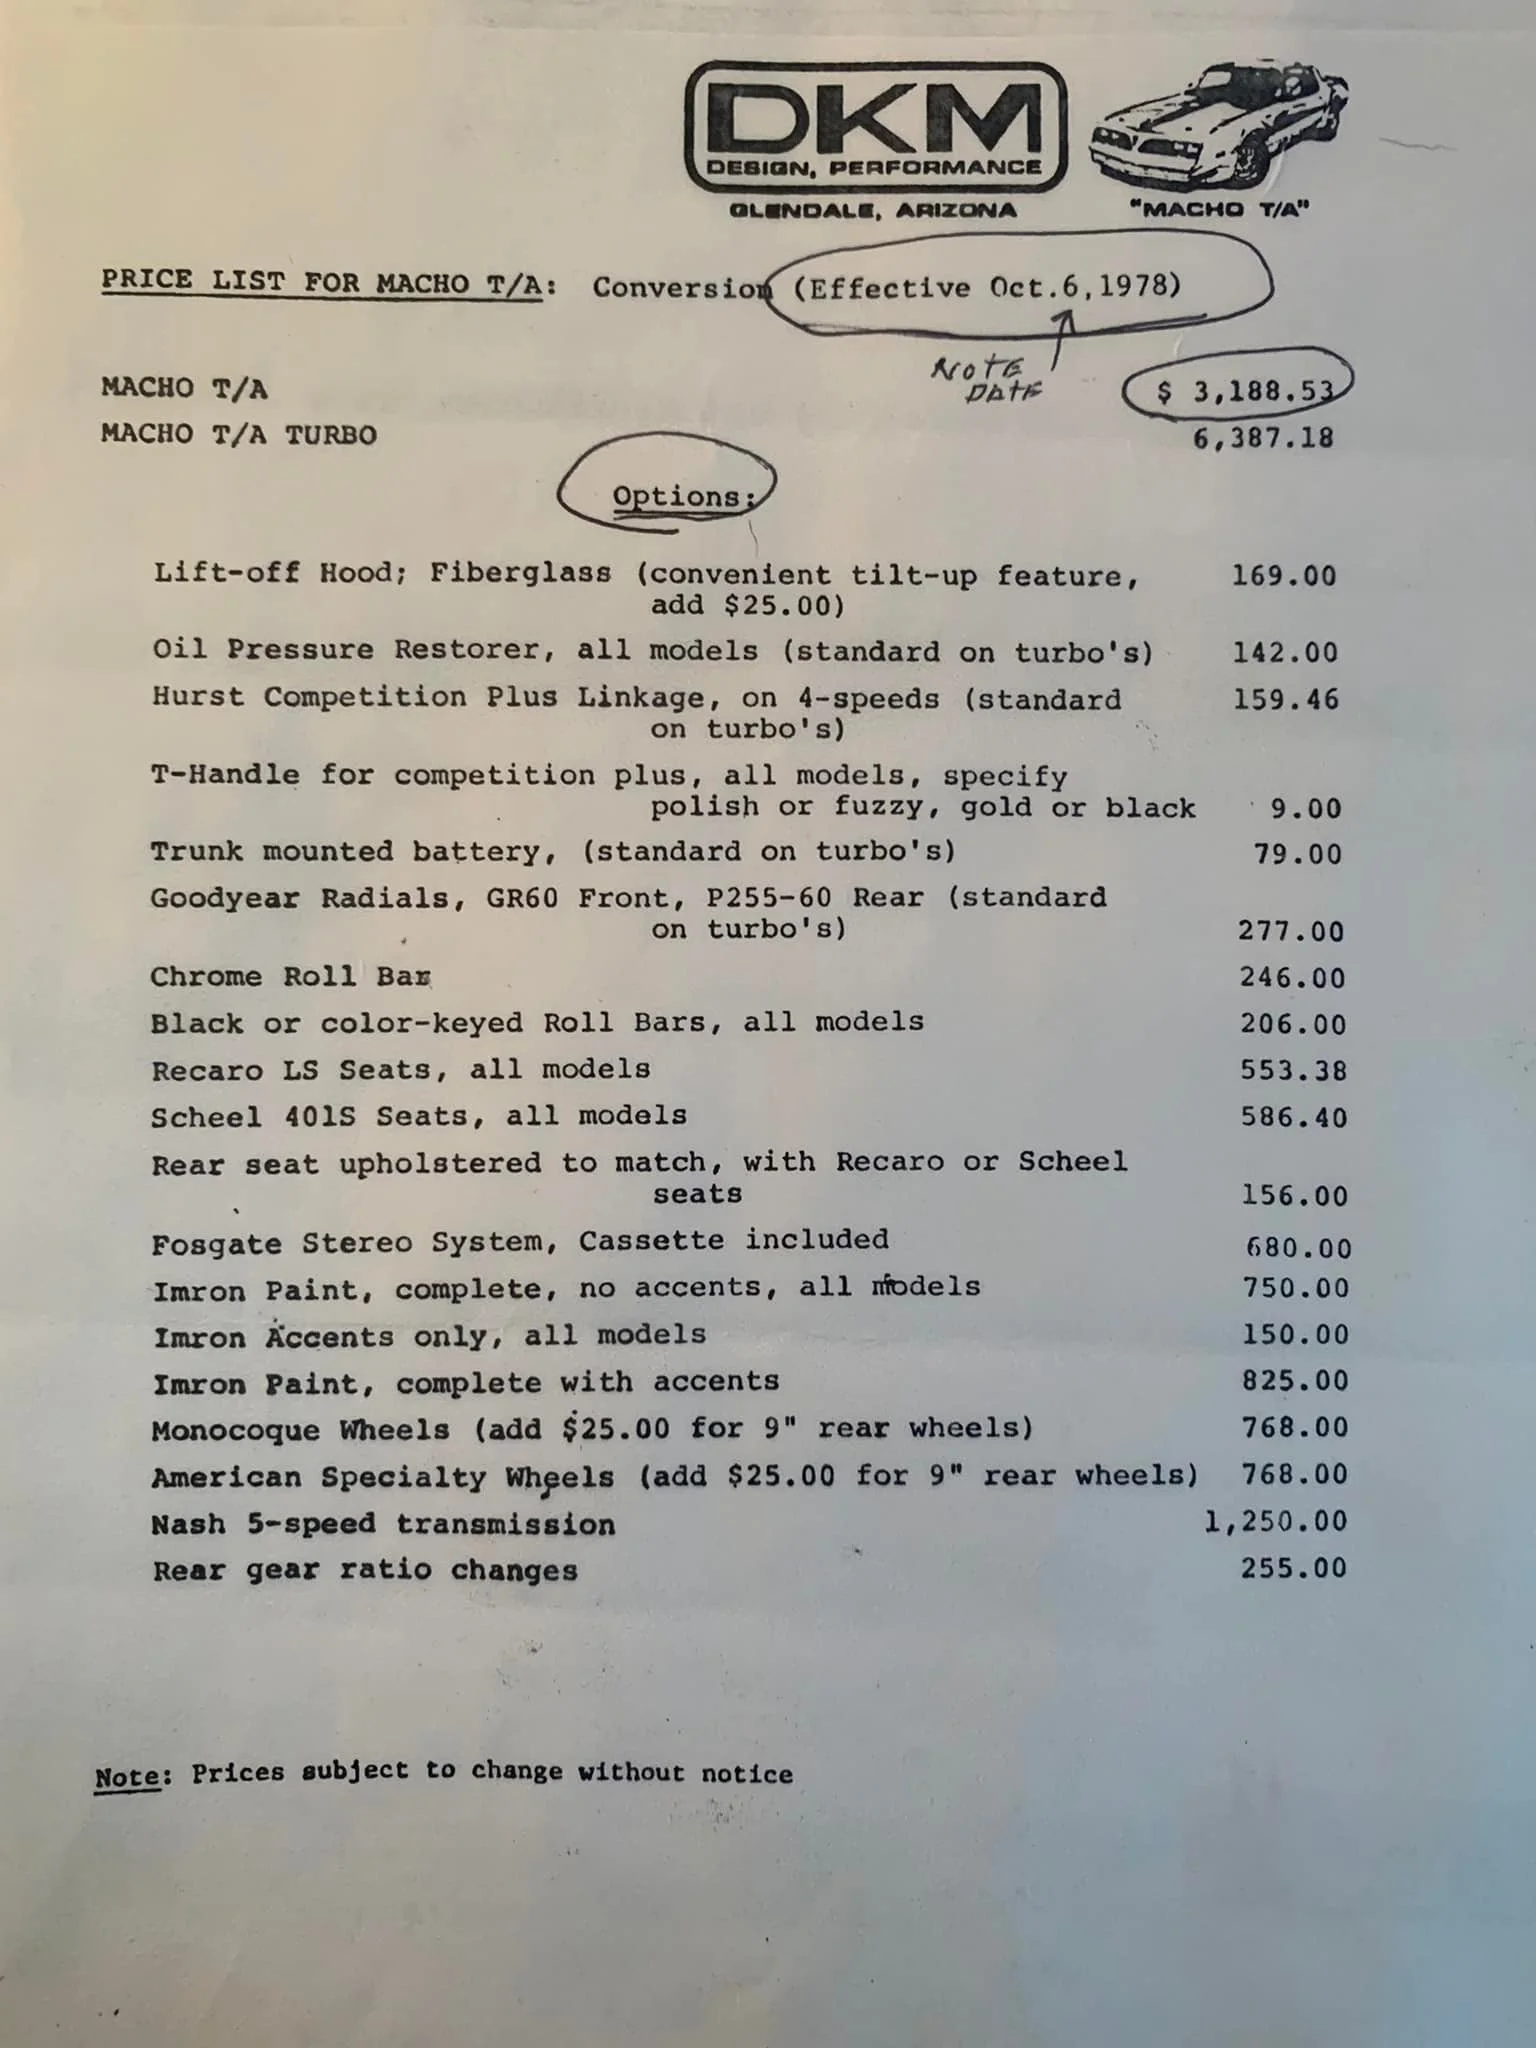 DKM
DESIGN, PERFORMANCE
GLENDALE, ARIZONA
"MACHO T/A"
PRICE LIST FOR MACHO T/A: Conversion (Effective Oct.6,1978)
NOTE
DATE
MACHO T/A $ 3,188.53
MACHO T/A TURBO 6,387.18
Options:
Lift-off Hood; Fiberglass (convenient tilt-up feature, 169.00
add $25.00)
Oil Pressure Restorer, all models (standard on turbo's) 142.00
Hurst Competition Plus Linkage, on 4-speeds (standard 159.46
on turbo's)
T-Handle for competition plus, all models, specify
polish or fuzzy, gold or black 9.00
Trunk mounted battery, (standard on turbo's) 79.00
Goodyear Radials, GR60 Front, P255-60 Rear (standard
on turbo's) 277.00
Chrome Roll Bar 246.00
Black or color-keyed Roll Bars, all models 206.00
Recaro LS Seats, all models 553.38
Scheel 401S Seats, all models 586.40
Rear seat upholstered to match, with Recaro or Scheel
seats 156.00
Fosgate Stereo System, Cassette included 680.00
Imron Paint, complete, no accents, all models 750.00
Imron Accents only, all models 150.00
Imron Paint, complete with accents 825.00
Monocoque Wheels (add $25.00 for 9" rear wheels) 768.00
American Specialty Wheels (add $25.00 for 9" rear wheels) 768.00
Nash 5-speed transmission 1,250.00
Rear gear ratio changes 255.00
Note: Prices subject to change without notice